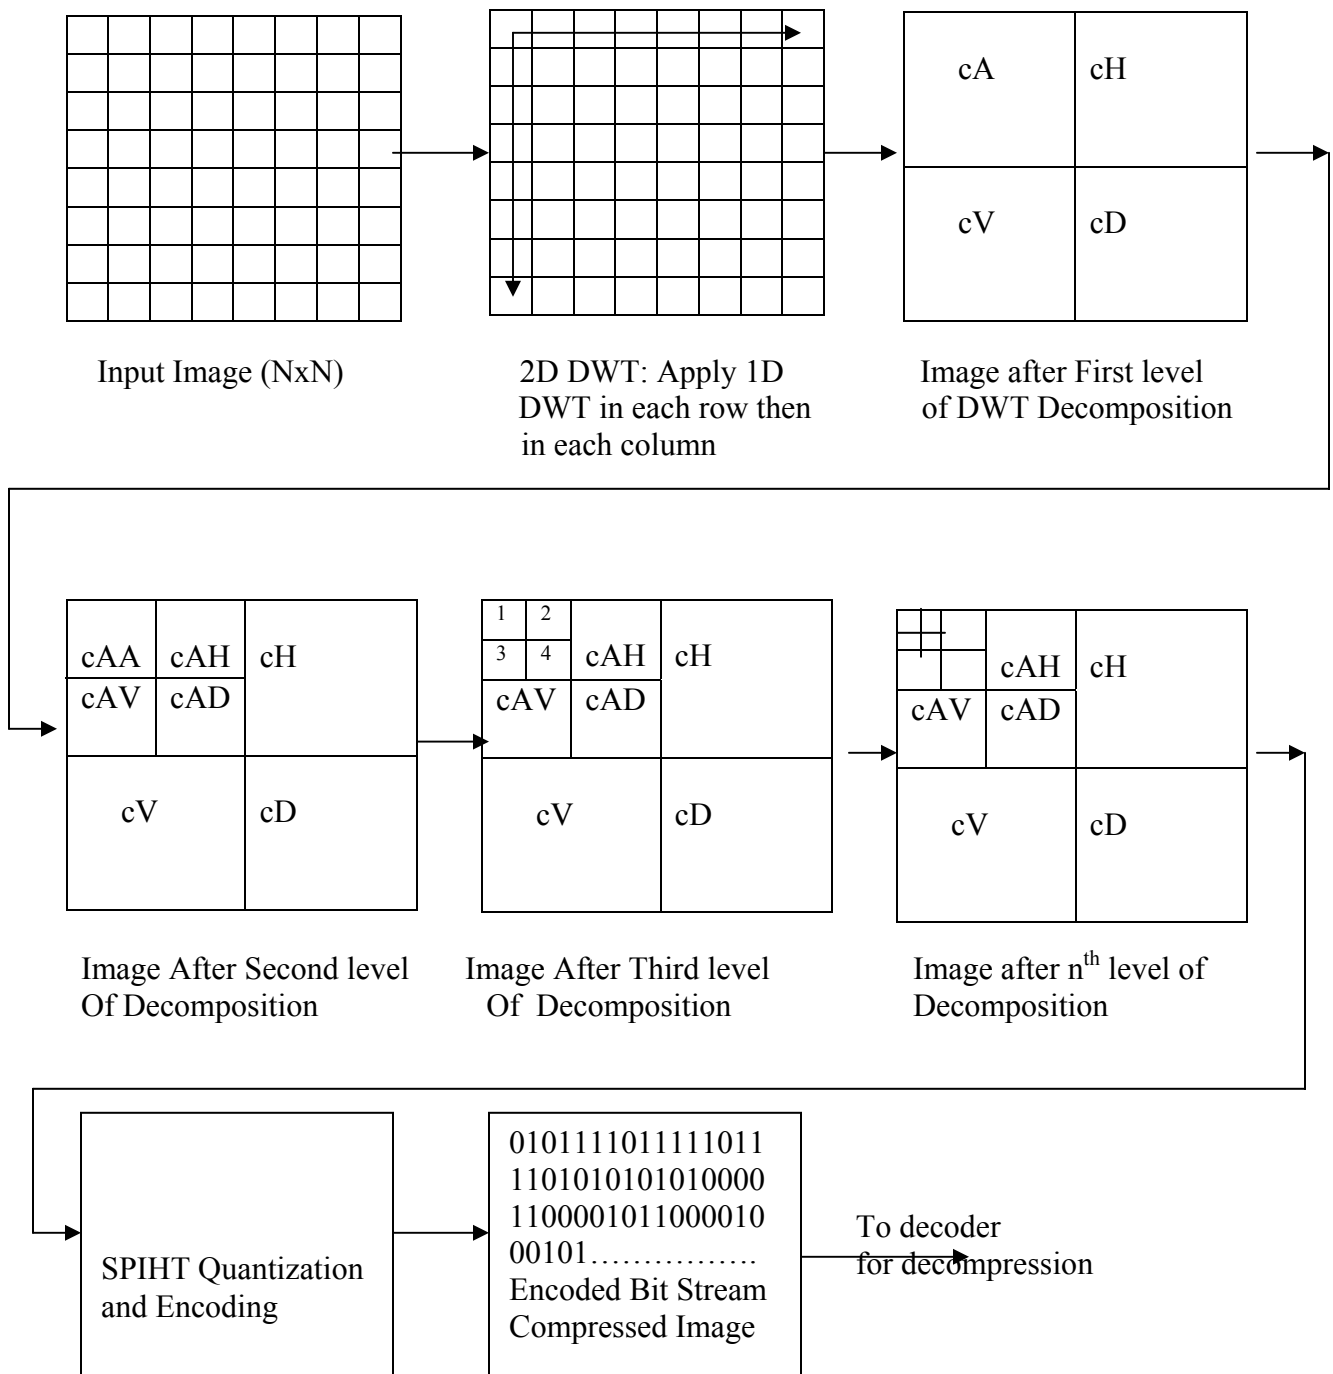 cA
cH
cV
cD
Input Image (NxN)
2D DWT: Apply 1D
DWT in each row then
in each column
Image after First level
of DWT Decomposition
cAA
cAH
cH
cAV
cAD
cV
cD
Image After Second level
Of Decomposition
1
2
3
4
cAH
cH
cAV
cAD
cV
cD
Image After Third level
Of Decomposition
cAH
cH
cAV
cAD
cV
cD
Image after nth level of
Decomposition
SPIHT Quantization
and Encoding
0101111011111011
1101010101010000
1100001011000010
00101…………….
Encoded Bit Stream
Compressed Image
To decoder
for decompression